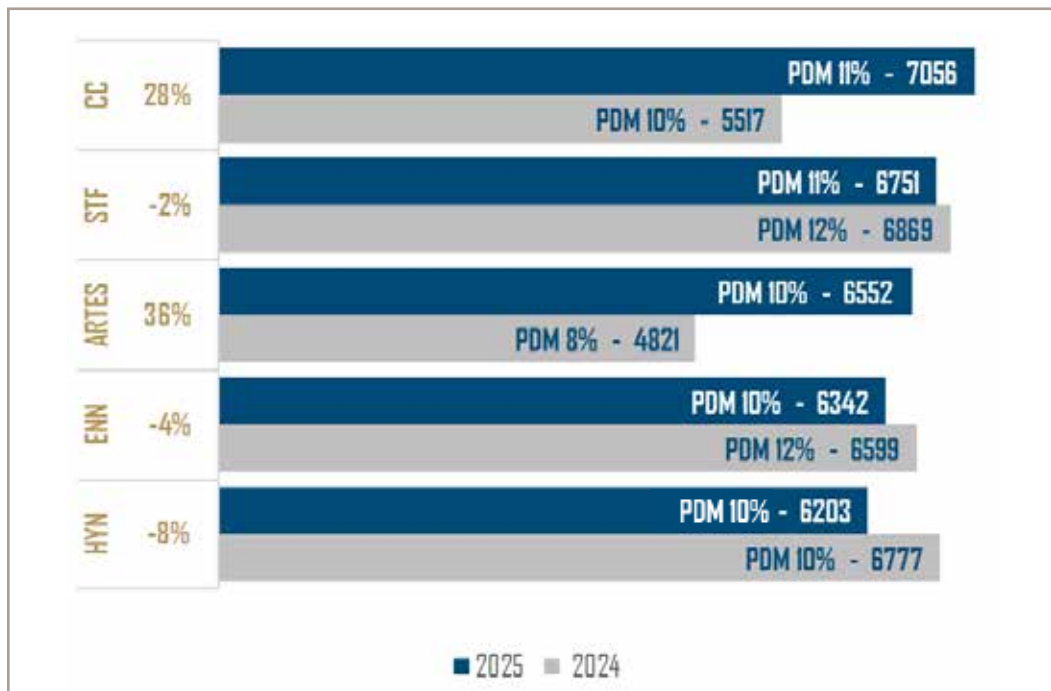 CC 28% PDM 11% - 7056
PDM 10% - 5517
STF -2% PDM 11% - 6751
PDM 12% - 6869
ARTES 36% PDM 10% - 6552
PDM 8% - 4821
ENN -4% PDM 10% - 6342
PDM 12% - 6599
HYN -8% PDM 10% - 6203
PDM 10% - 6777
2025 2024